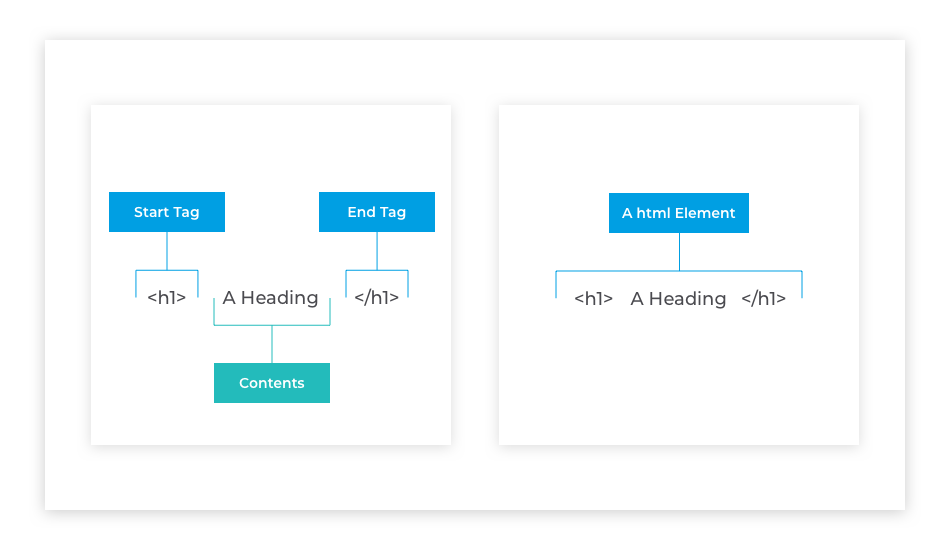 Start Tag
End Tag
<h1> A Heading </h1>
Contents
A html Element
<h1> A Heading </h1>